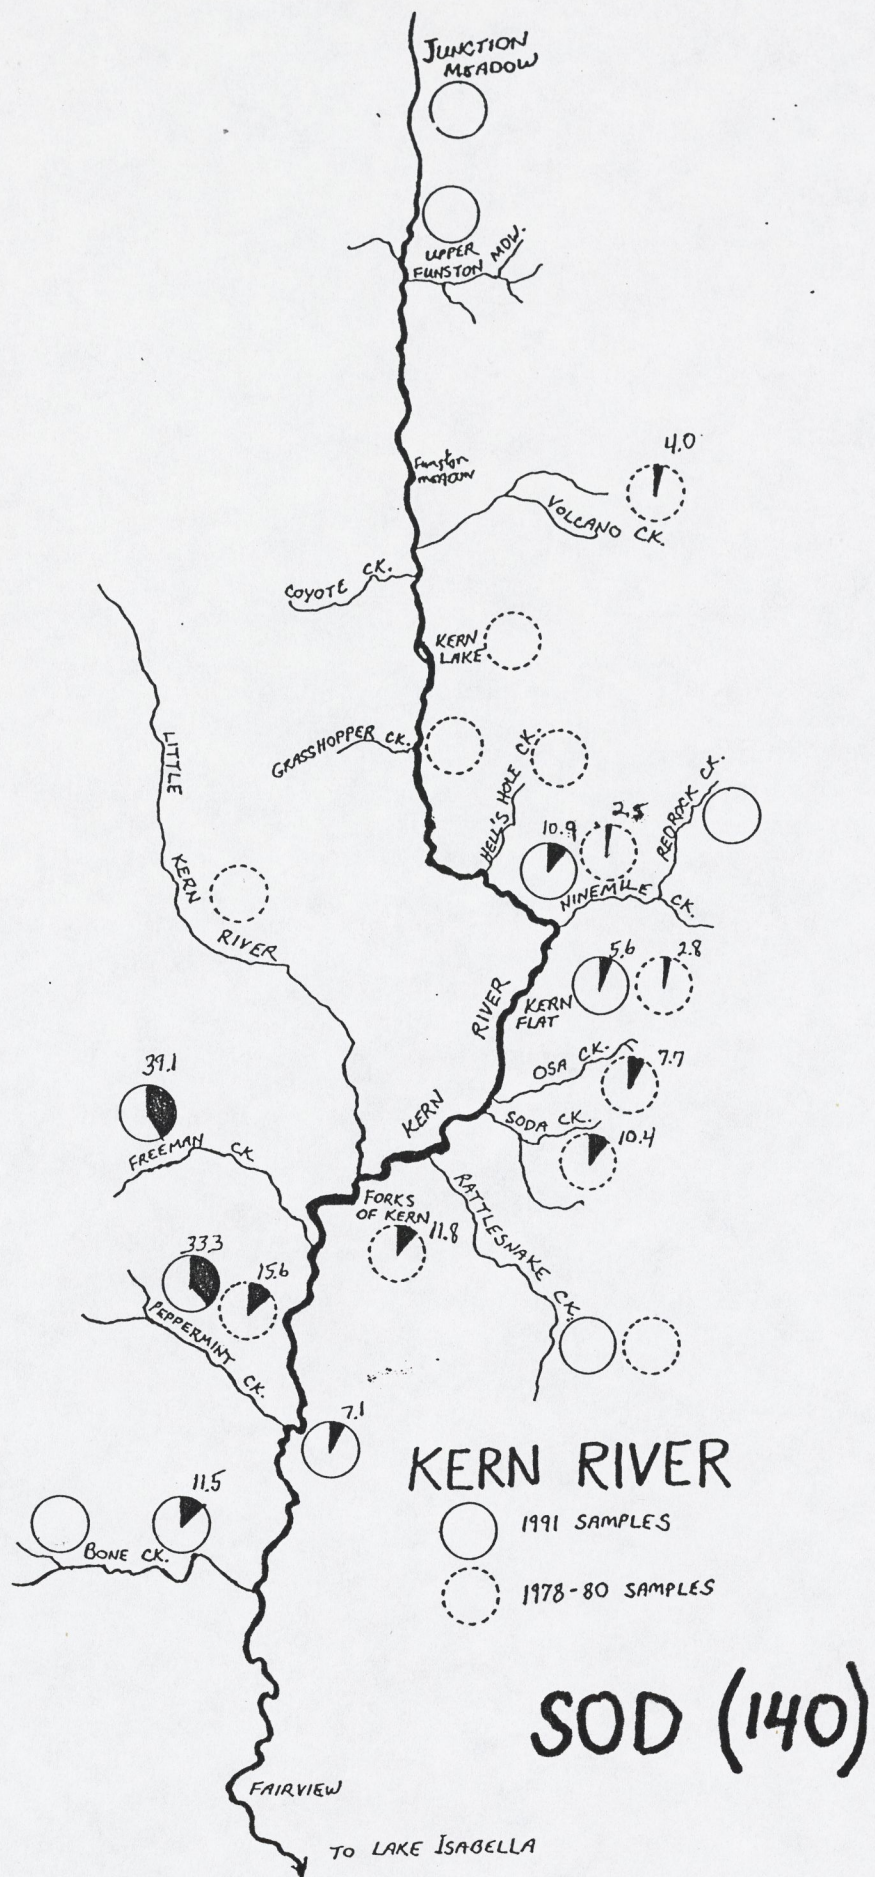 JUNCTION
MEADOW
UPPER
FUNSTON MDW.
4.0
Funston
meadow
VOLCANO CK.
COYOTE CK.
KERN
LAKE
GRASSHOPPER CK.
HELL'S HOLE CK.
REDROCK CK.
LITTLE
KERN
RIVER
10.9
2.5
NINEMILE CK.
5.6
2.8
KERN
FLAT
KERN RIVER
OSA CK.
7.7
SODA CK.
10.4
39.1
FREEMAN CK
FORKS
OF KERN
11.8
RATTLESNAKE CK.
33.3
15.6
PEPPERMINT CK.
7.1
11.5
BONE CK.
KERN RIVER
1991 SAMPLES
1978-80 SAMPLES
SOD (140)
FAIRVIEW
TO LAKE ISABELLA